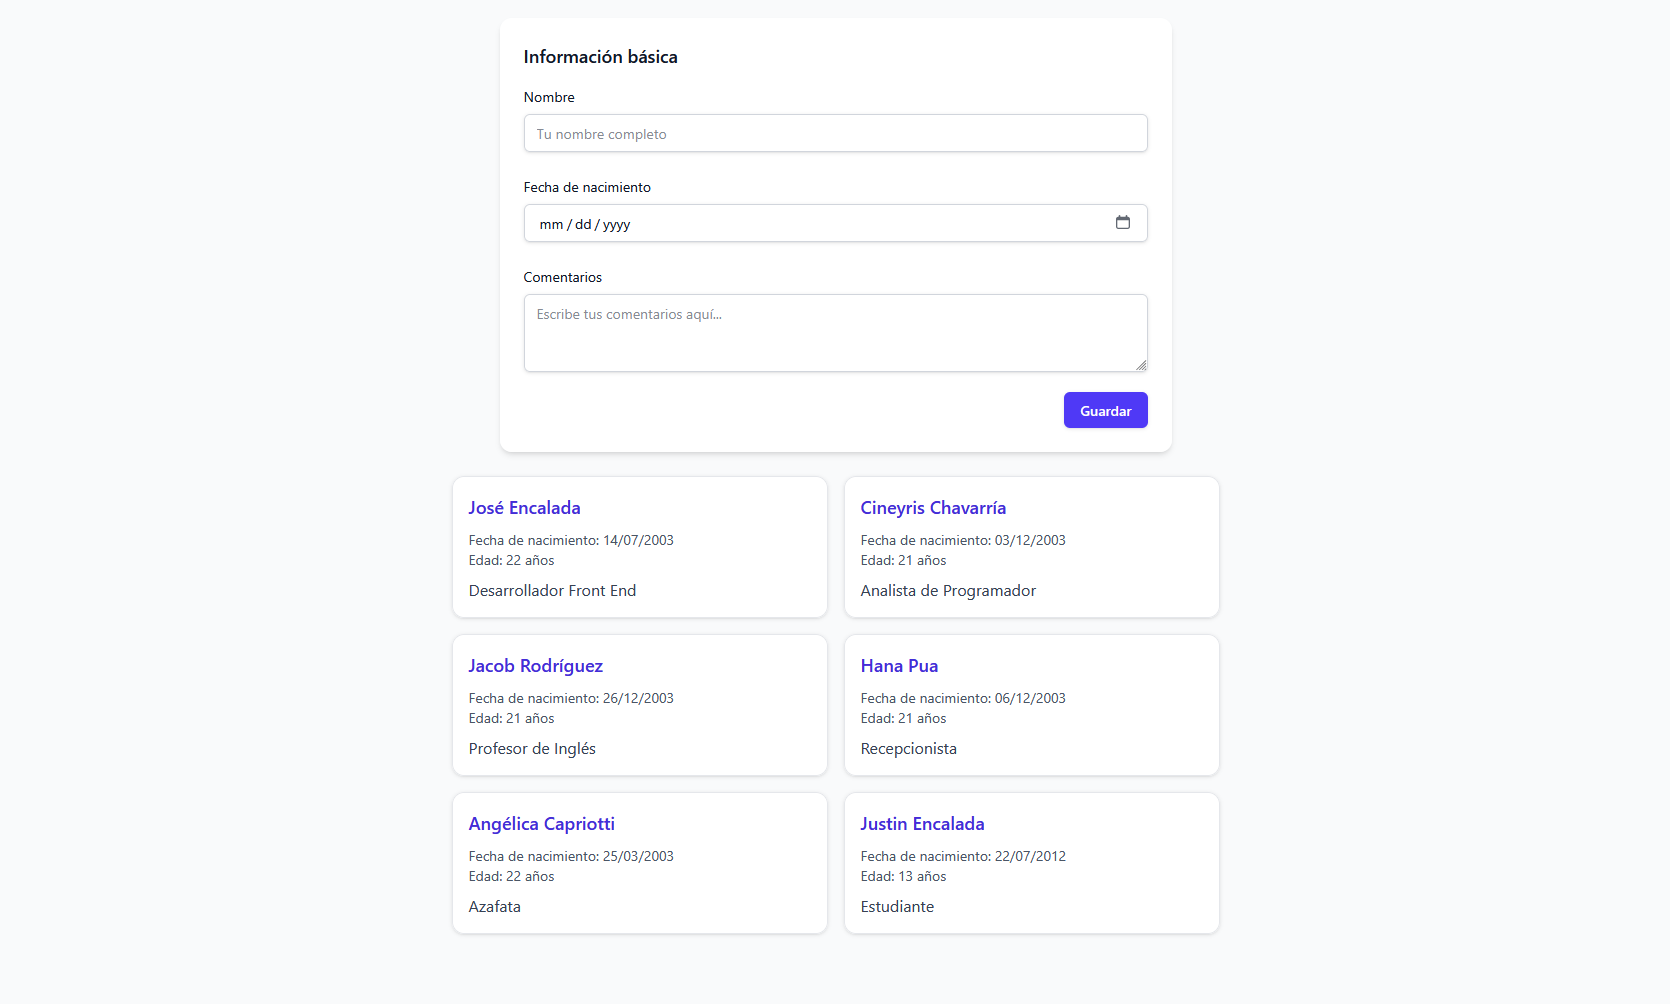 Información básica
Nombre
Tu nombre completo
Fecha de nacimiento
mm / dd / yyyy
Comentarios
Escribe tus comentarios aquí...
Guardar
José Encalada
Fecha de nacimiento: 14/07/2003
Edad: 22 años
Desarrollador Front End
Cineyris Chavarría
Fecha de nacimiento: 03/12/2003
Edad: 21 años
Analista de Programador
Jacob Rodríguez
Fecha de nacimiento: 26/12/2003
Edad: 21 años
Profesor de Inglés
Hana Pua
Fecha de nacimiento: 06/12/2003
Edad: 21 años
Recepcionista
Angélica Capriotti
Fecha de nacimiento: 25/03/2003
Edad: 22 años
Azafata
Justin Encalada
Fecha de nacimiento: 22/07/2012
Edad: 13 años
Estudiante